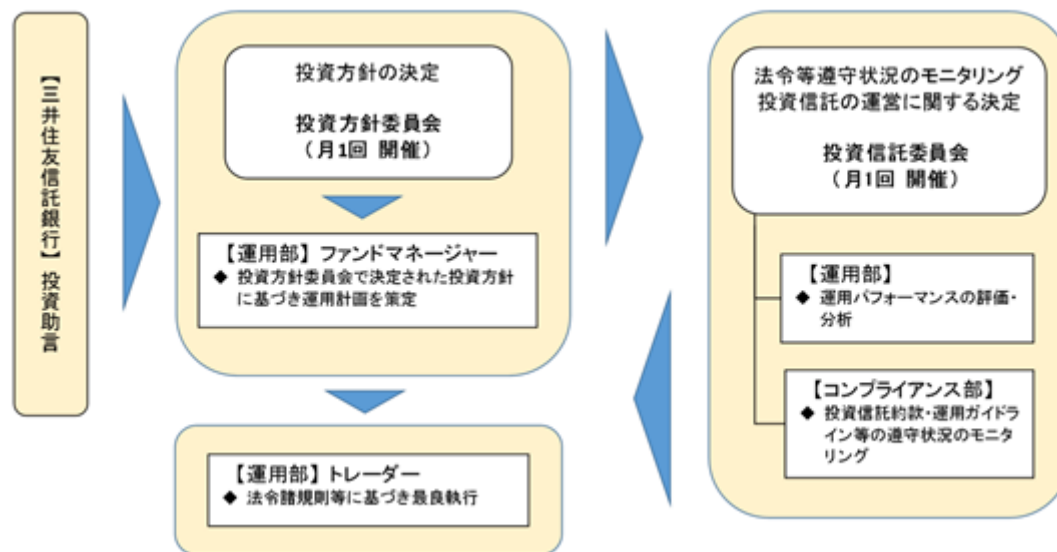 【三井住友信託銀行】 投資助言
投資方針の決定
投資方針委員会
(月1回 開催)
【運用部】 ファンドマネージャー
◆ 投資方針委員会で決定された投資方針
に基づき運用計画を策定
【運用部】 トレーダー
◆ 法令諸規則等に基づき最良執行
法令等遵守状況のモニタリング
投資信託の運営に関する決定
投資信託委員会
(月1回 開催)
【運用部】
◆ 運用パフォーマンスの評価・
分析
【コンプライアンス部】
◆ 投資信託約款・運用ガイドラ
イン等の遵守状況のモニタ
リング